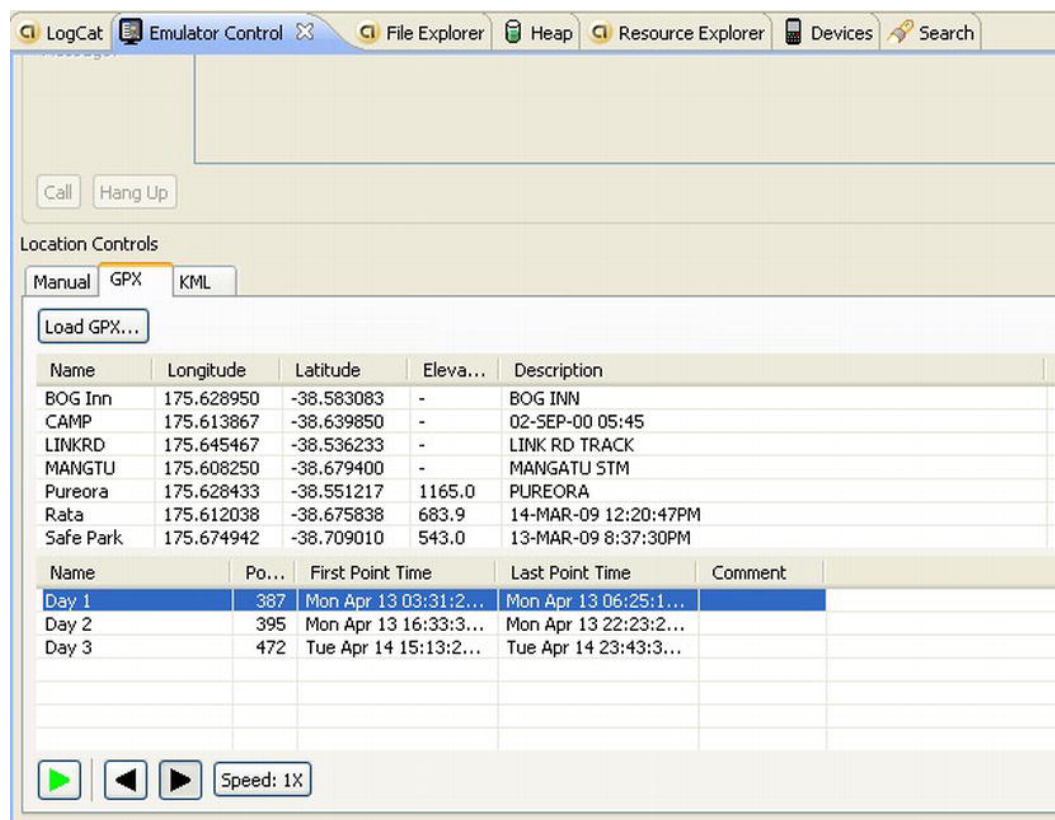 LogCat Emulator Control File Explorer Heap Resource Explorer Devices Search
Call Hang Up
Location Controls
Manual GPX KML
Load GPX...
Name Longitude Latitude Eleva... Description
BOG Inn 175.628950 -38.583083 - BOG INN
CAMP 175.613867 -38.639850 - 02-SEP-00 05:45
LINKRD 175.645467 -38.536233 - LINK RD TRACK
MANGTU 175.608250 -38.679400 - MANGATU STM
Pureora 175.628433 -38.551217 1165.0 PUREORA
Rata 175.612038 -38.675838 683.9 14-MAR-09 12:20:47PM
Safe Park 175.674942 -38.709010 543.0 13-MAR-09 8:37:30PM
Name Po... First Point Time Last Point Time Comment
Day 1 387 Mon Apr 13 03:31:2... Mon Apr 13 06:25:1...
Day 2 395 Mon Apr 13 16:33:3... Mon Apr 13 22:23:2...
Day 3 472 Tue Apr 14 15:13:2... Tue Apr 14 23:43:3...
Speed: 1X